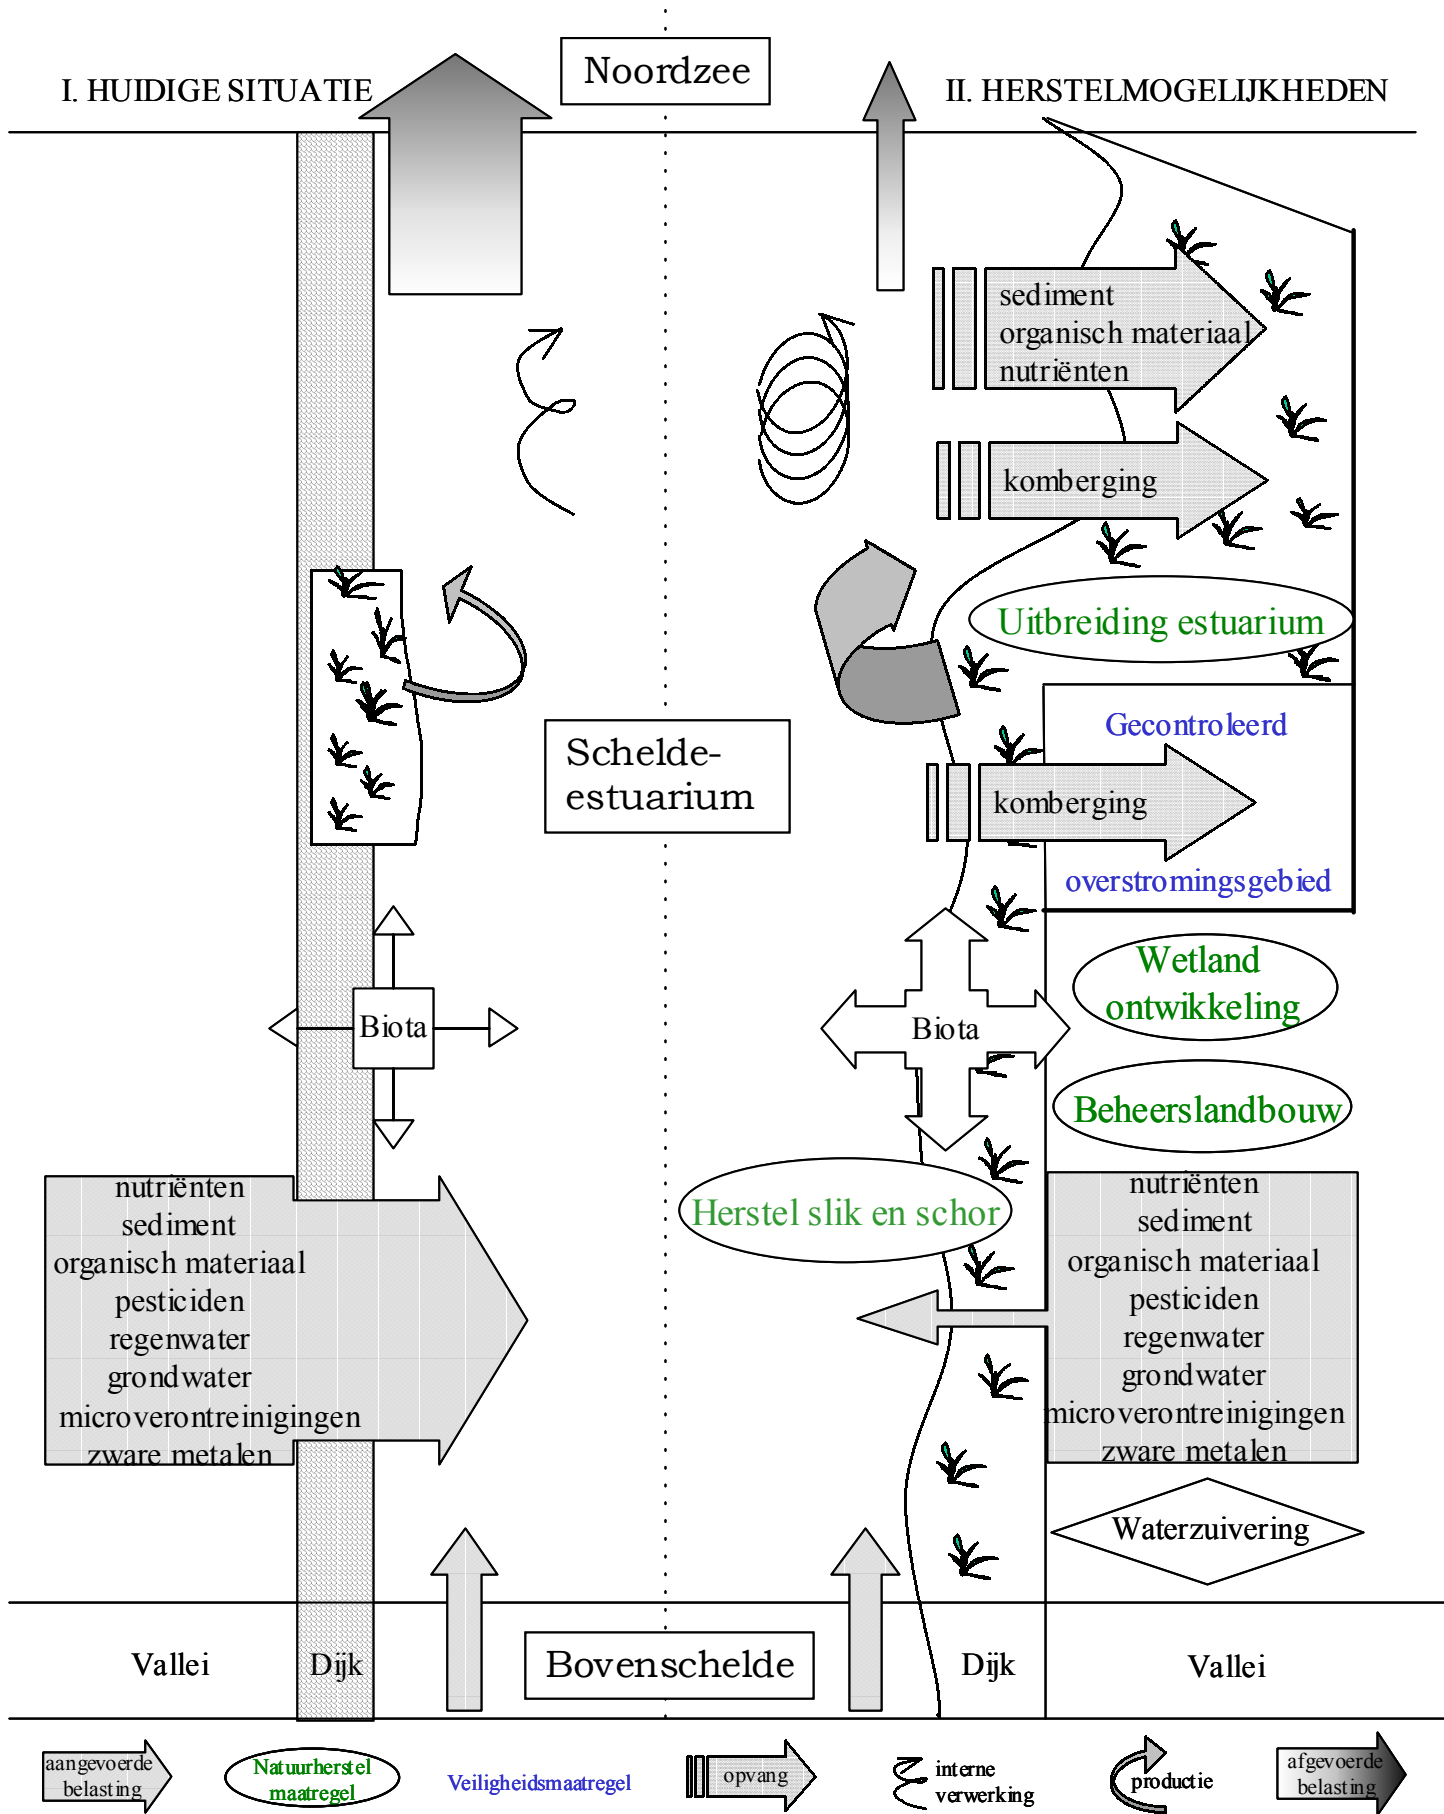 Noordzee
I. HUIDIGE SITUATIE
II. HERSTELMOGELIJKHEDEN
sediment
organisch materiaal
nutriënten
komberging
Uitbreiding estuarium
Gecontroleerd
Schelde-
estuarium
komberging
overstromingsgebied
Wetland
ontwikkeling
Biota
Biota
Beheerslandbouw
Herstel slik en schor
nutriënten
sediment
organisch materiaal
pesticiden
regenwater
grondwater
microverontreinigingen
zware metalen
nutriënten
sediment
organisch materiaal
pesticiden
regenwater
grondwater
microverontreinigingen
zware metalen
Waterzuivering
Vallei
Dijk
Bovenschelde
Dijk
Vallei
aangevoerde
belasting
Natuurherstel
maatregel
Veiligheidsmaatregel
opvang
interne
verwerking
productie
afgevoerde
belasting